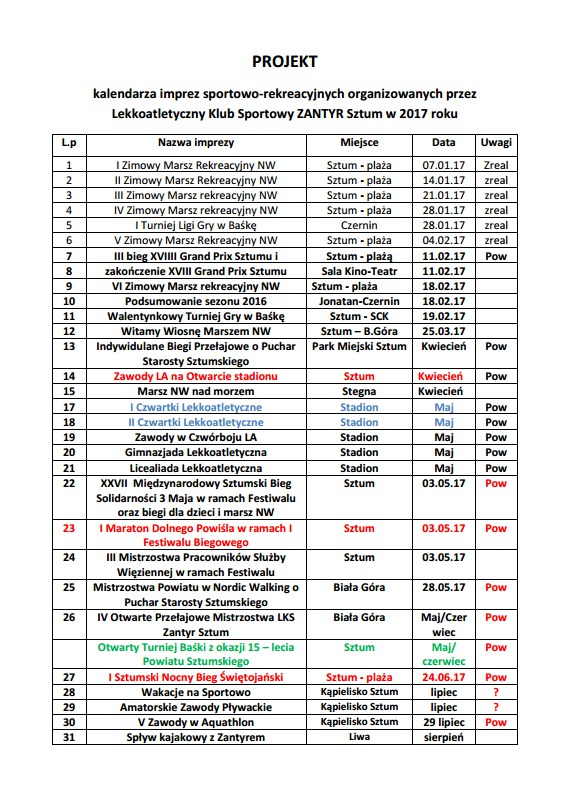 PROJEKT
kalendarza imprez sportowo-rekreacyjnych organizowanych przez
Lekkoatletyczny Klub Sportowy ZANTYR Sztum w 2017 roku
L.p Nazwa imprezy Miejsce Data Uwagi
1 I Zimowy Marsz Rekreacyjny NW Sztum - plaża 07.01.17 Zreal
2 II Zimowy Marsz Rekreacyjny NW Sztum - plaża 14.01.17 zreal
3 III Zimowy Marsz rekreacyjny NW Sztum - plaża 21.01.17 zreal
4 IV Zimowy Marsz Rekreacyjny NW Sztum - plaża 28.01.17 zreal
5 I Turniej Ligi Gry w Baśkę Czernin 28.01.17 zreal
6 V Zimowy Marsz Rekreacyjny NW Sztum - plaża 04.02.17 zreal
7 III bieg XVIIII Grand Prix Sztumu i Sztum - plażą 11.02.17 Pow
8 zakończenie XVIII Grand Prix Sztumu Sala Kino-Teatr 11.02.17
9 VI Zimowy Marsz rekreacyjny NW Sztum - plaża 18.02.17
10 Podsumowanie sezonu 2016 Jonatan-Czernin 18.02.17
11 Walentynkowy Turniej Gry w Baśkę Sztum - SCK 19.02.17
12 Witamy Wiosnę Marszem NW Sztum – B.Góra 25.03.17
13 Indywidulane Biegi Przełajowe o Puchar Park Miejski Sztum Kwiecień Pow
Starosty Sztumskiego
14 Zawody LA na Otwarcie stadionu Sztum Kwiecień Pow
15 Marsz NW nad morzem Stegna Kwiecień
17 I Czwartki Lekkoatletyczne Stadion Maj Pow
18 II Czwartki Lekkoatletyczne Stadion Maj Pow
19 Zawody w Czwórboju LA Stadion Maj Pow
20 Gimnazjada Lekkoatletyczna Stadion Maj Pow
21 Licealiada Lekkoatletyczna Stadion Maj Pow
22 XXVII Międzynarodowy Sztumski Bieg Sztum 03.05.17 Pow
Solidarności 3 Maja w ramach Festiwalu
oraz biegi dla dzieci i marsz NW
23 I Maraton Dolnego Powiśla w ramach I Sztum 03.05.17 Pow
Festiwalu Biegowego
24 III Mistrzostwa Pracowników Służby Sztum 03.05.17
Więziennej w ramach Festiwalu
25 Mistrzostwa Powiatu w Nordic Walking o Biała Góra 28.05.17 Pow
Puchar Starosty Sztumskiego
26 IV Otwarte Przełajowe Mistrzostwa LKS Biała Góra Maj/Czer Pow
Zantyr Sztum wiec
Otwarty Turniej Baśki z okazji 15 – lecia Sztum Maj/ Pow
Powiatu Sztumskiego czerwiec
27 I Sztumski Nocny Bieg Świętojański Sztum - plaża 24.06.17 Pow
28 Wakacje na Sportowo Kąpielisko Sztum lipiec ?
29 Amatorskie Zawody Pływackie Kąpielisko Sztum lipiec ?
30 V Zawody w Aquathlon Kąpielisko Sztum 29 lipiec Pow
31 Spływ kajakowy z Zantyrem Liwa sierpień